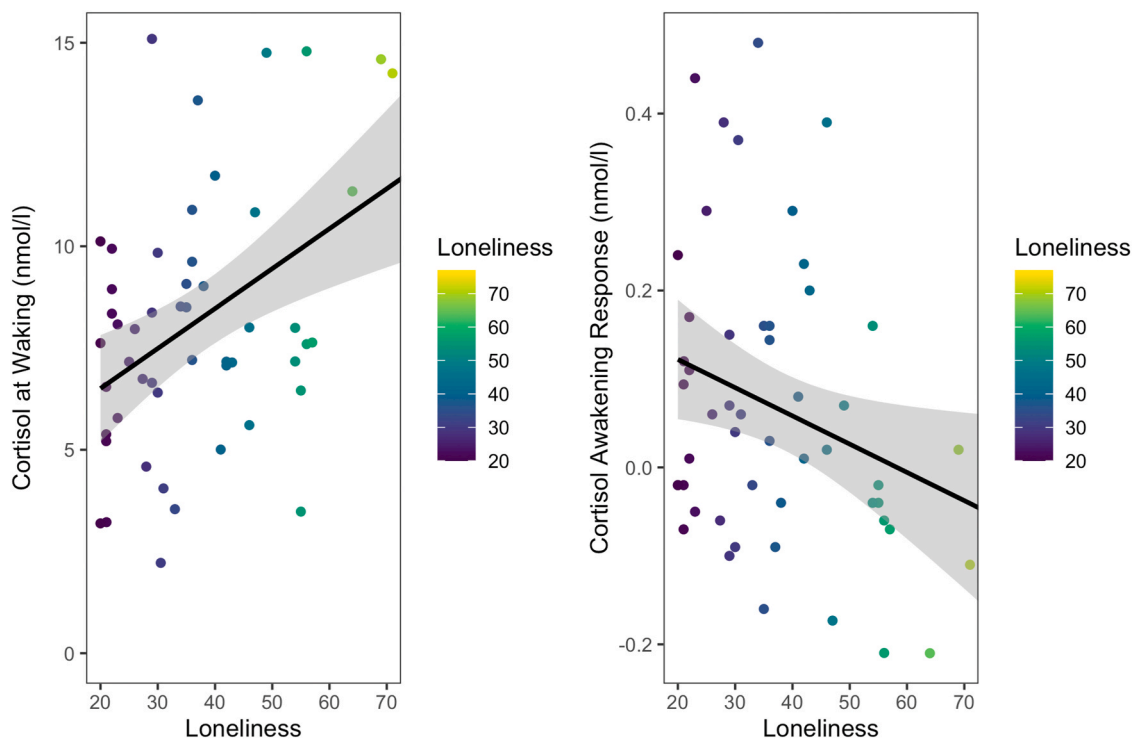 Cortisol at Waking (nmol/l)
15
10
5
0
20 30 40 50 60 70
Loneliness
Loneliness
70
60
50
40
30
20
Cortisol Awakening Response (nmol/l)
0.4
0.2
0.0
-0.2
20 30 40 50 60 70
Loneliness
Loneliness
70
60
50
40
30
20